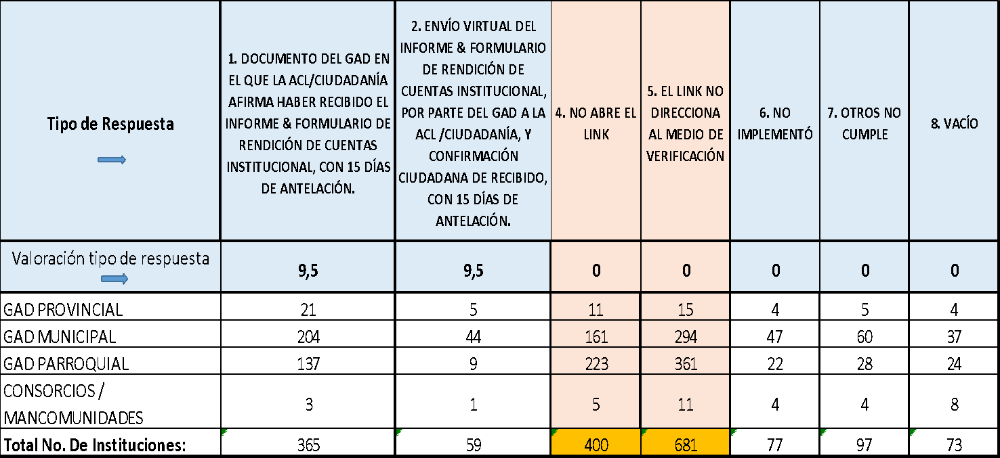 Tipo de Respuesta
1. DOCUMENTO DEL GAD EN
EL QUE LA ACL/CIUDADANÍA
AFIRMA HABER RECIBIDO EL
INFORME & FORMULARIO DE
RENDICIÓN DE CUENTAS
INSTITUCIONAL, CON 15 DÍAS
DE ANTELACIÓN.
2. ENVÍO VIRTUAL DEL
INFORME & FORMULARIO
DE RENDICIÓN DE
CUENTAS INSTITUCIONAL,
POR PARTE DEL GAD A LA
ACL /CIUDADANÍA, Y
CONFIRMACIÓN
CIUDADANA DE RECIBIDO,
CON 15 DÍAS DE
ANTELACIÓN.
4. NO ABRE EL
LINK
5. EL LINK NO
DIRECCIONA
AL MEDIO DE
VERIFICACIÓN
6. NO
IMPLEMENTÓ
7. OTROS NO
CUMPLE
8. VACÍO
Valoración tipo de respuesta
9,5 9,5 0 0 0 0 0
GAD PROVINCIAL 21 5 11 15 4 5 4
GAD MUNICIPAL 204 44 161 294 47 60 37
GAD PARROQUIAL 137 9 223 361 22 28 24
CONSORCIOS /
MANCOMUNIDADES 3 1 5 11 4 4 8
Total No. De Instituciones: 365 59 400 681 77 97 73